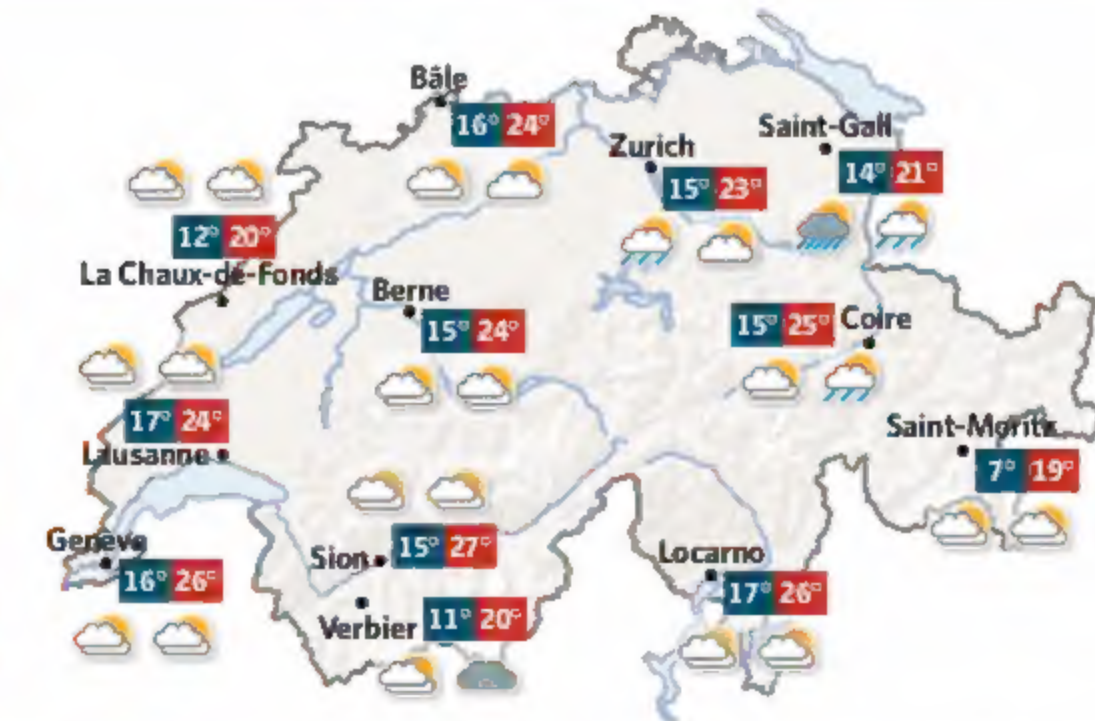 Bâle
16° 24°
Zurich
15° 23°
Saint-Gall
14° 21°
12° 20°
La Chaux-de-Fonds
Berne
15° 24°
15° 25° Coire
17° 24°
Lausanne
Saint-Moritz
7° 19°
Genève
16° 26°
Sion 15° 27°
Verbier 11° 20°
Locarno
17° 26°